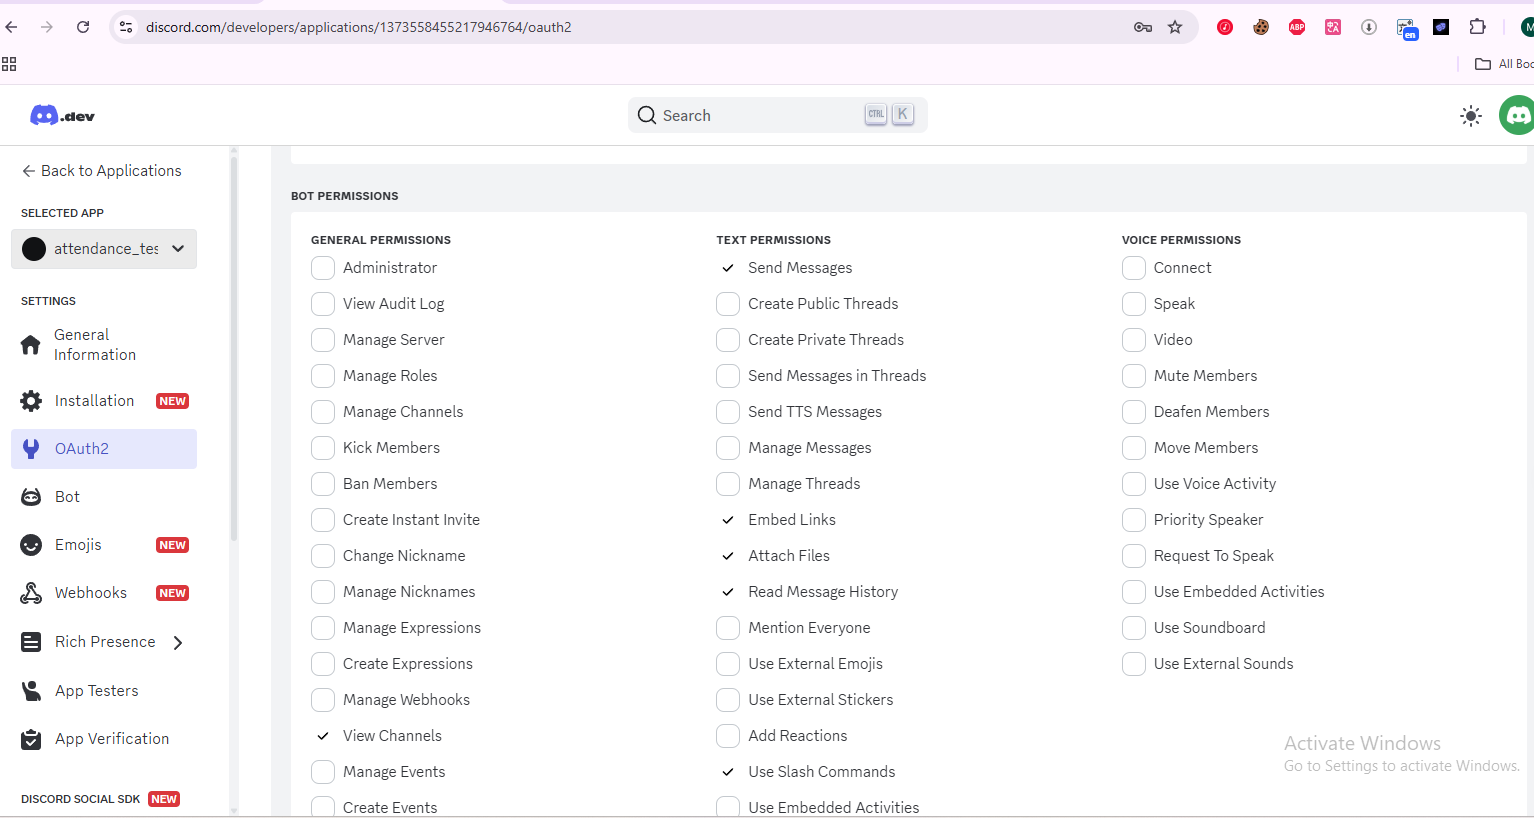 discord.com/developers/applications/1373558455217946764/oauth2
ABP
en
M
All Boo
.dev
Search
CTRL K
Back to Applications
SELECTED APP
attendance_tes
SETTINGS
General
Information
Installation NEW
OAuth2
Bot
Emojis NEW
Webhooks NEW
Rich Presence
App Testers
App Verification
DISCORD SOCIAL SDK NEW
BOT PERMISSIONS
GENERAL PERMISSIONS
Administrator
View Audit Log
Manage Server
Manage Roles
Manage Channels
Kick Members
Ban Members
Create Instant Invite
Change Nickname
Manage Nicknames
Manage Expressions
Create Expressions
Manage Webhooks
View Channels
Manage Events
Create Events
TEXT PERMISSIONS
Send Messages
Create Public Threads
Create Private Threads
Send Messages in Threads
Send TTS Messages
Manage Messages
Manage Threads
Embed Links
Attach Files
Read Message History
Mention Everyone
Use External Emojis
Use External Stickers
Add Reactions
Use Slash Commands
Use Embedded Activities
VOICE PERMISSIONS
Connect
Speak
Video
Mute Members
Deafen Members
Move Members
Use Voice Activity
Priority Speaker
Request To Speak
Use Embedded Activities
Use Soundboard
Use External Sounds
Activate Windows
Go to Settings to activate Windows.